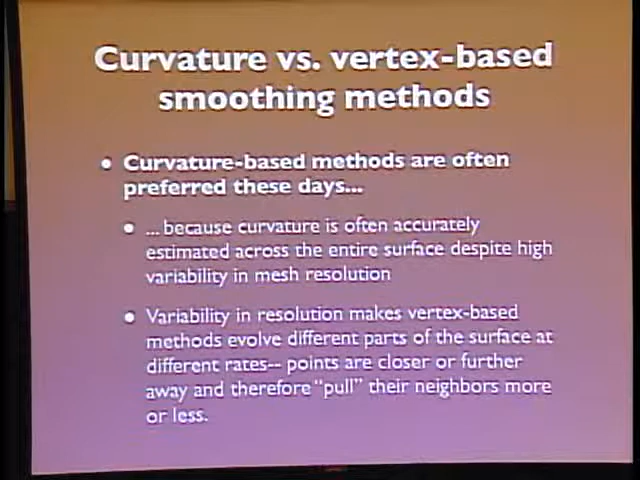 Curvature vs. vertex-based
smoothing methods
• Curvature-based methods are often
preferred these days...
• ... because curvature is often accurately
estimated across the entire surface despite high
variability in mesh resolution
• Variability in resolution makes vertex-based
methods evolve different parts of the surface at
different rates-- points are closer or further
away and therefore "pull" their neighbors more
or less.